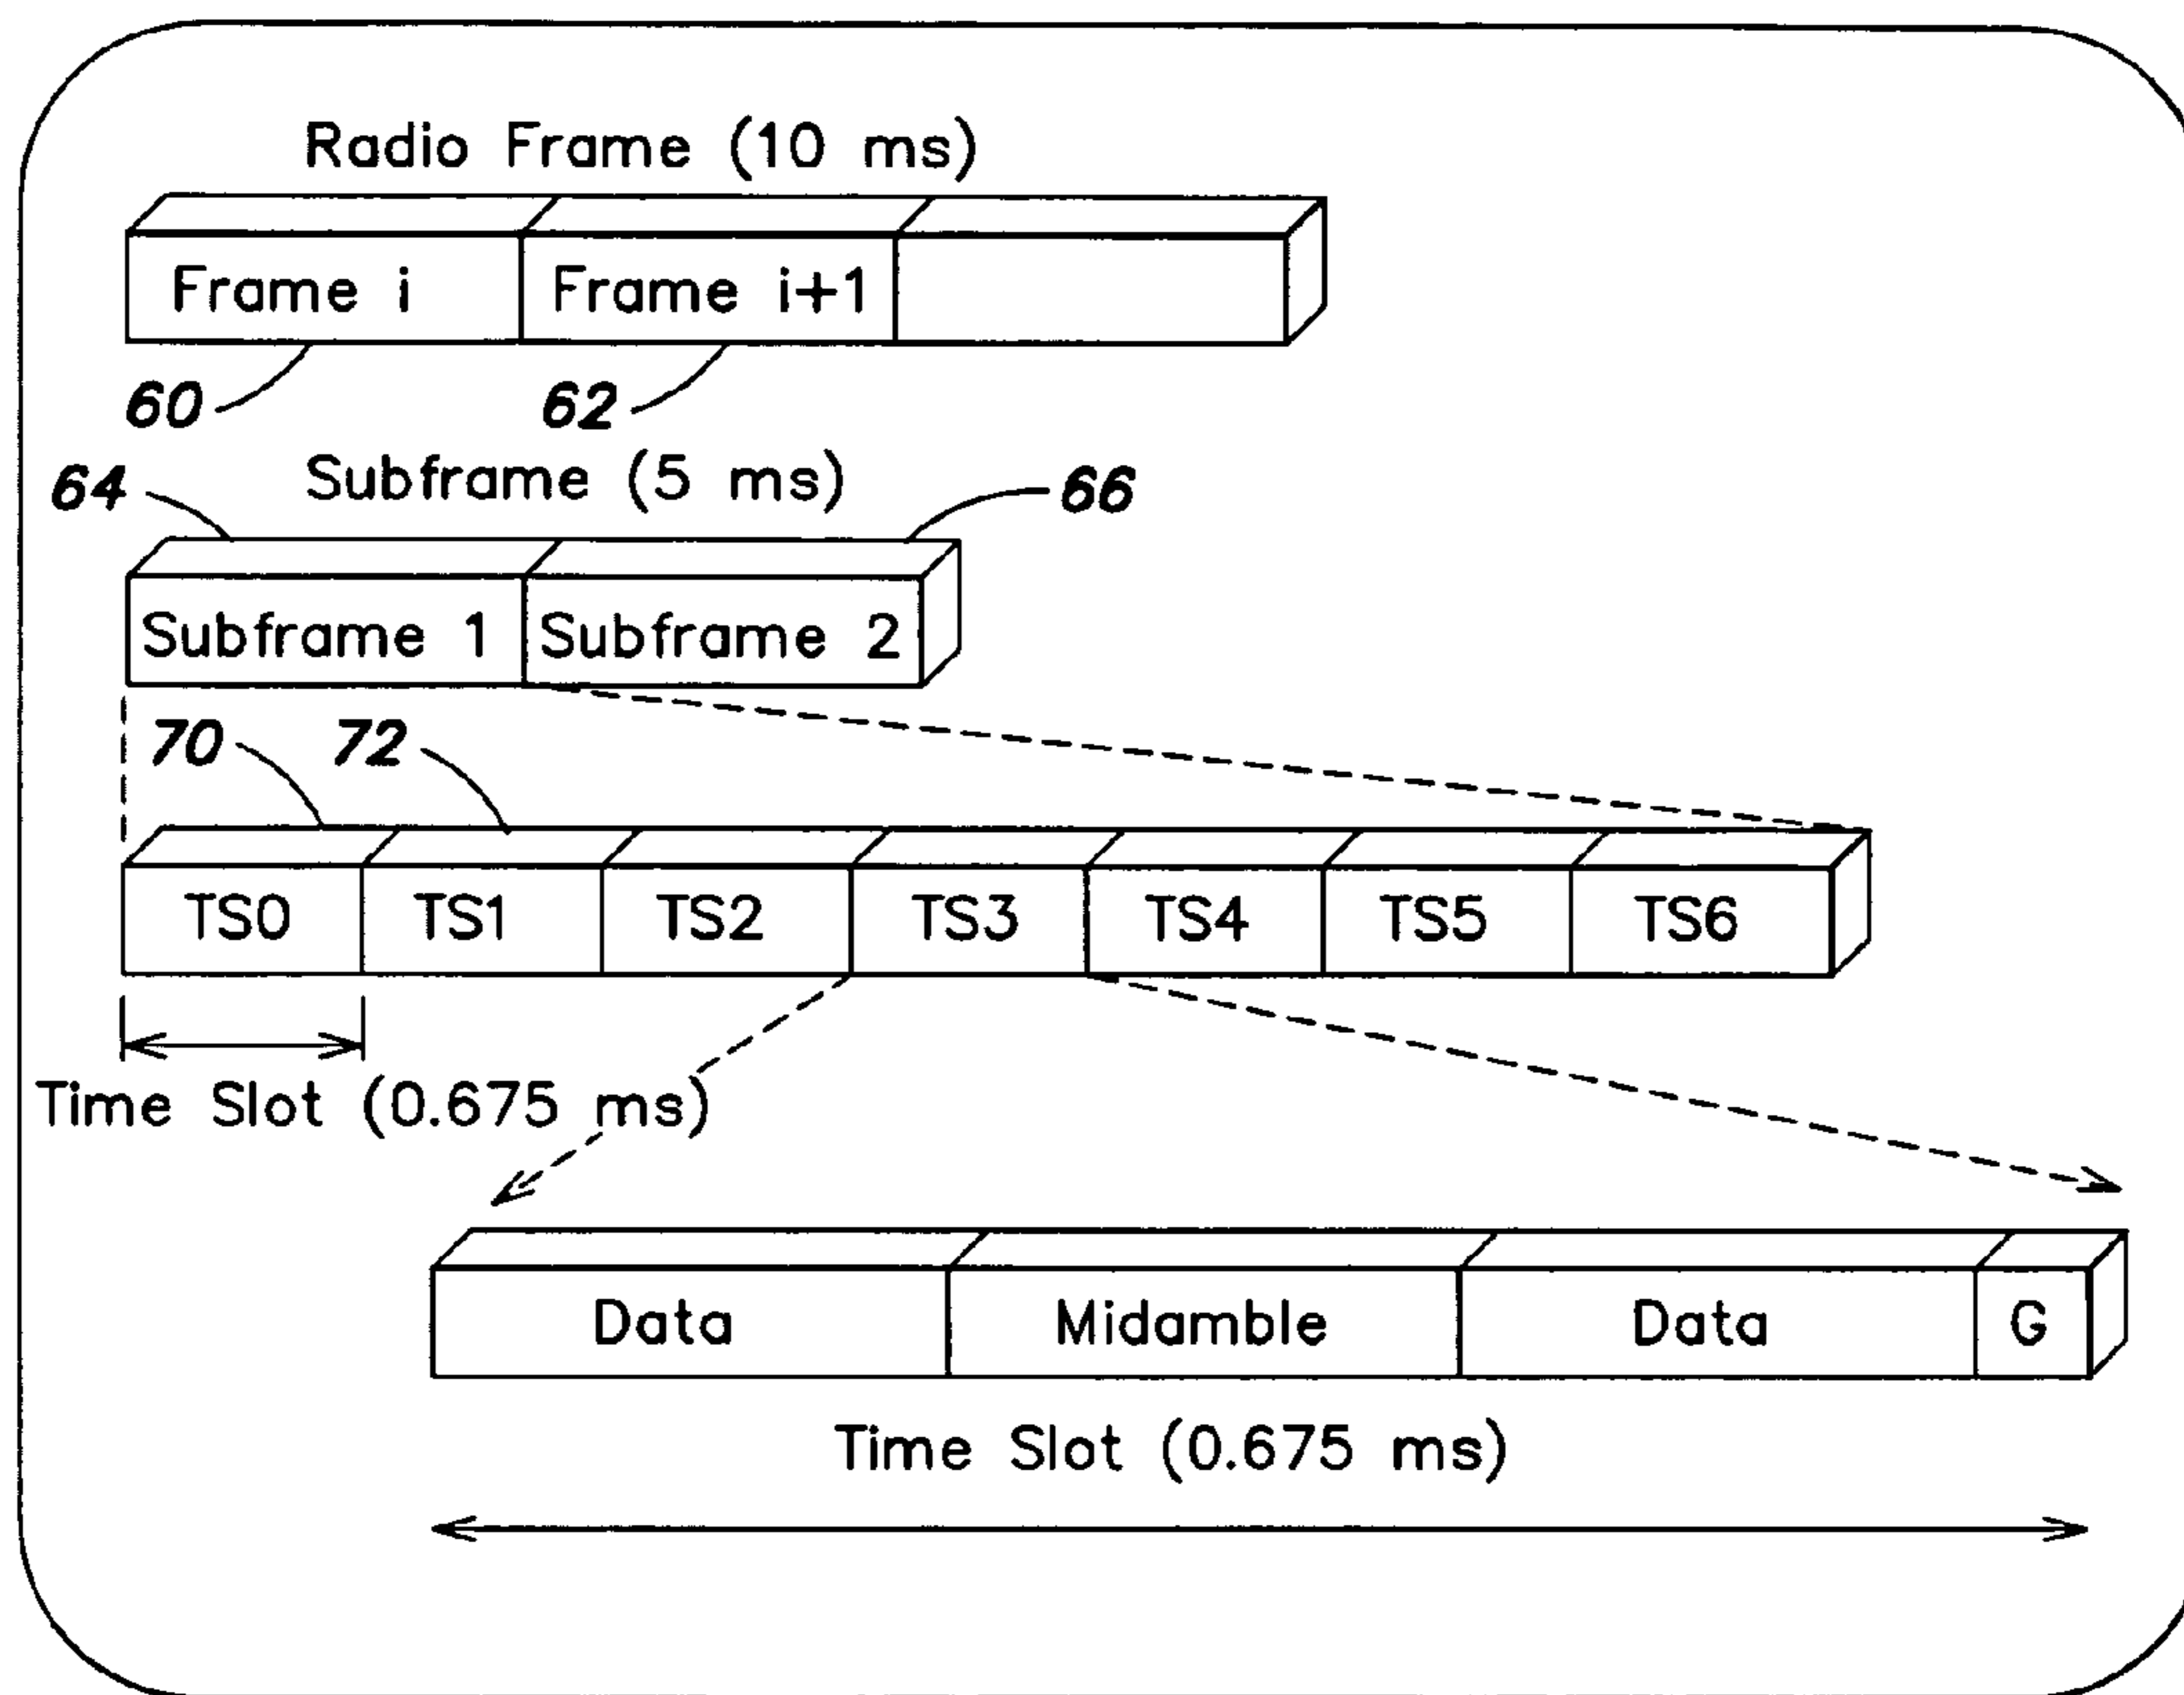 Radio Frame (10 ms)
Frame i Frame i+1
60 62
64 Subframe (5 ms) 66
Subframe 1 Subframe 2
70 72
TS0 TS1 TS2 TS3 TS4 TS5 TS6
Time Slot (0.675 ms)
Data Midamble Data G
Time Slot (0.675 ms)